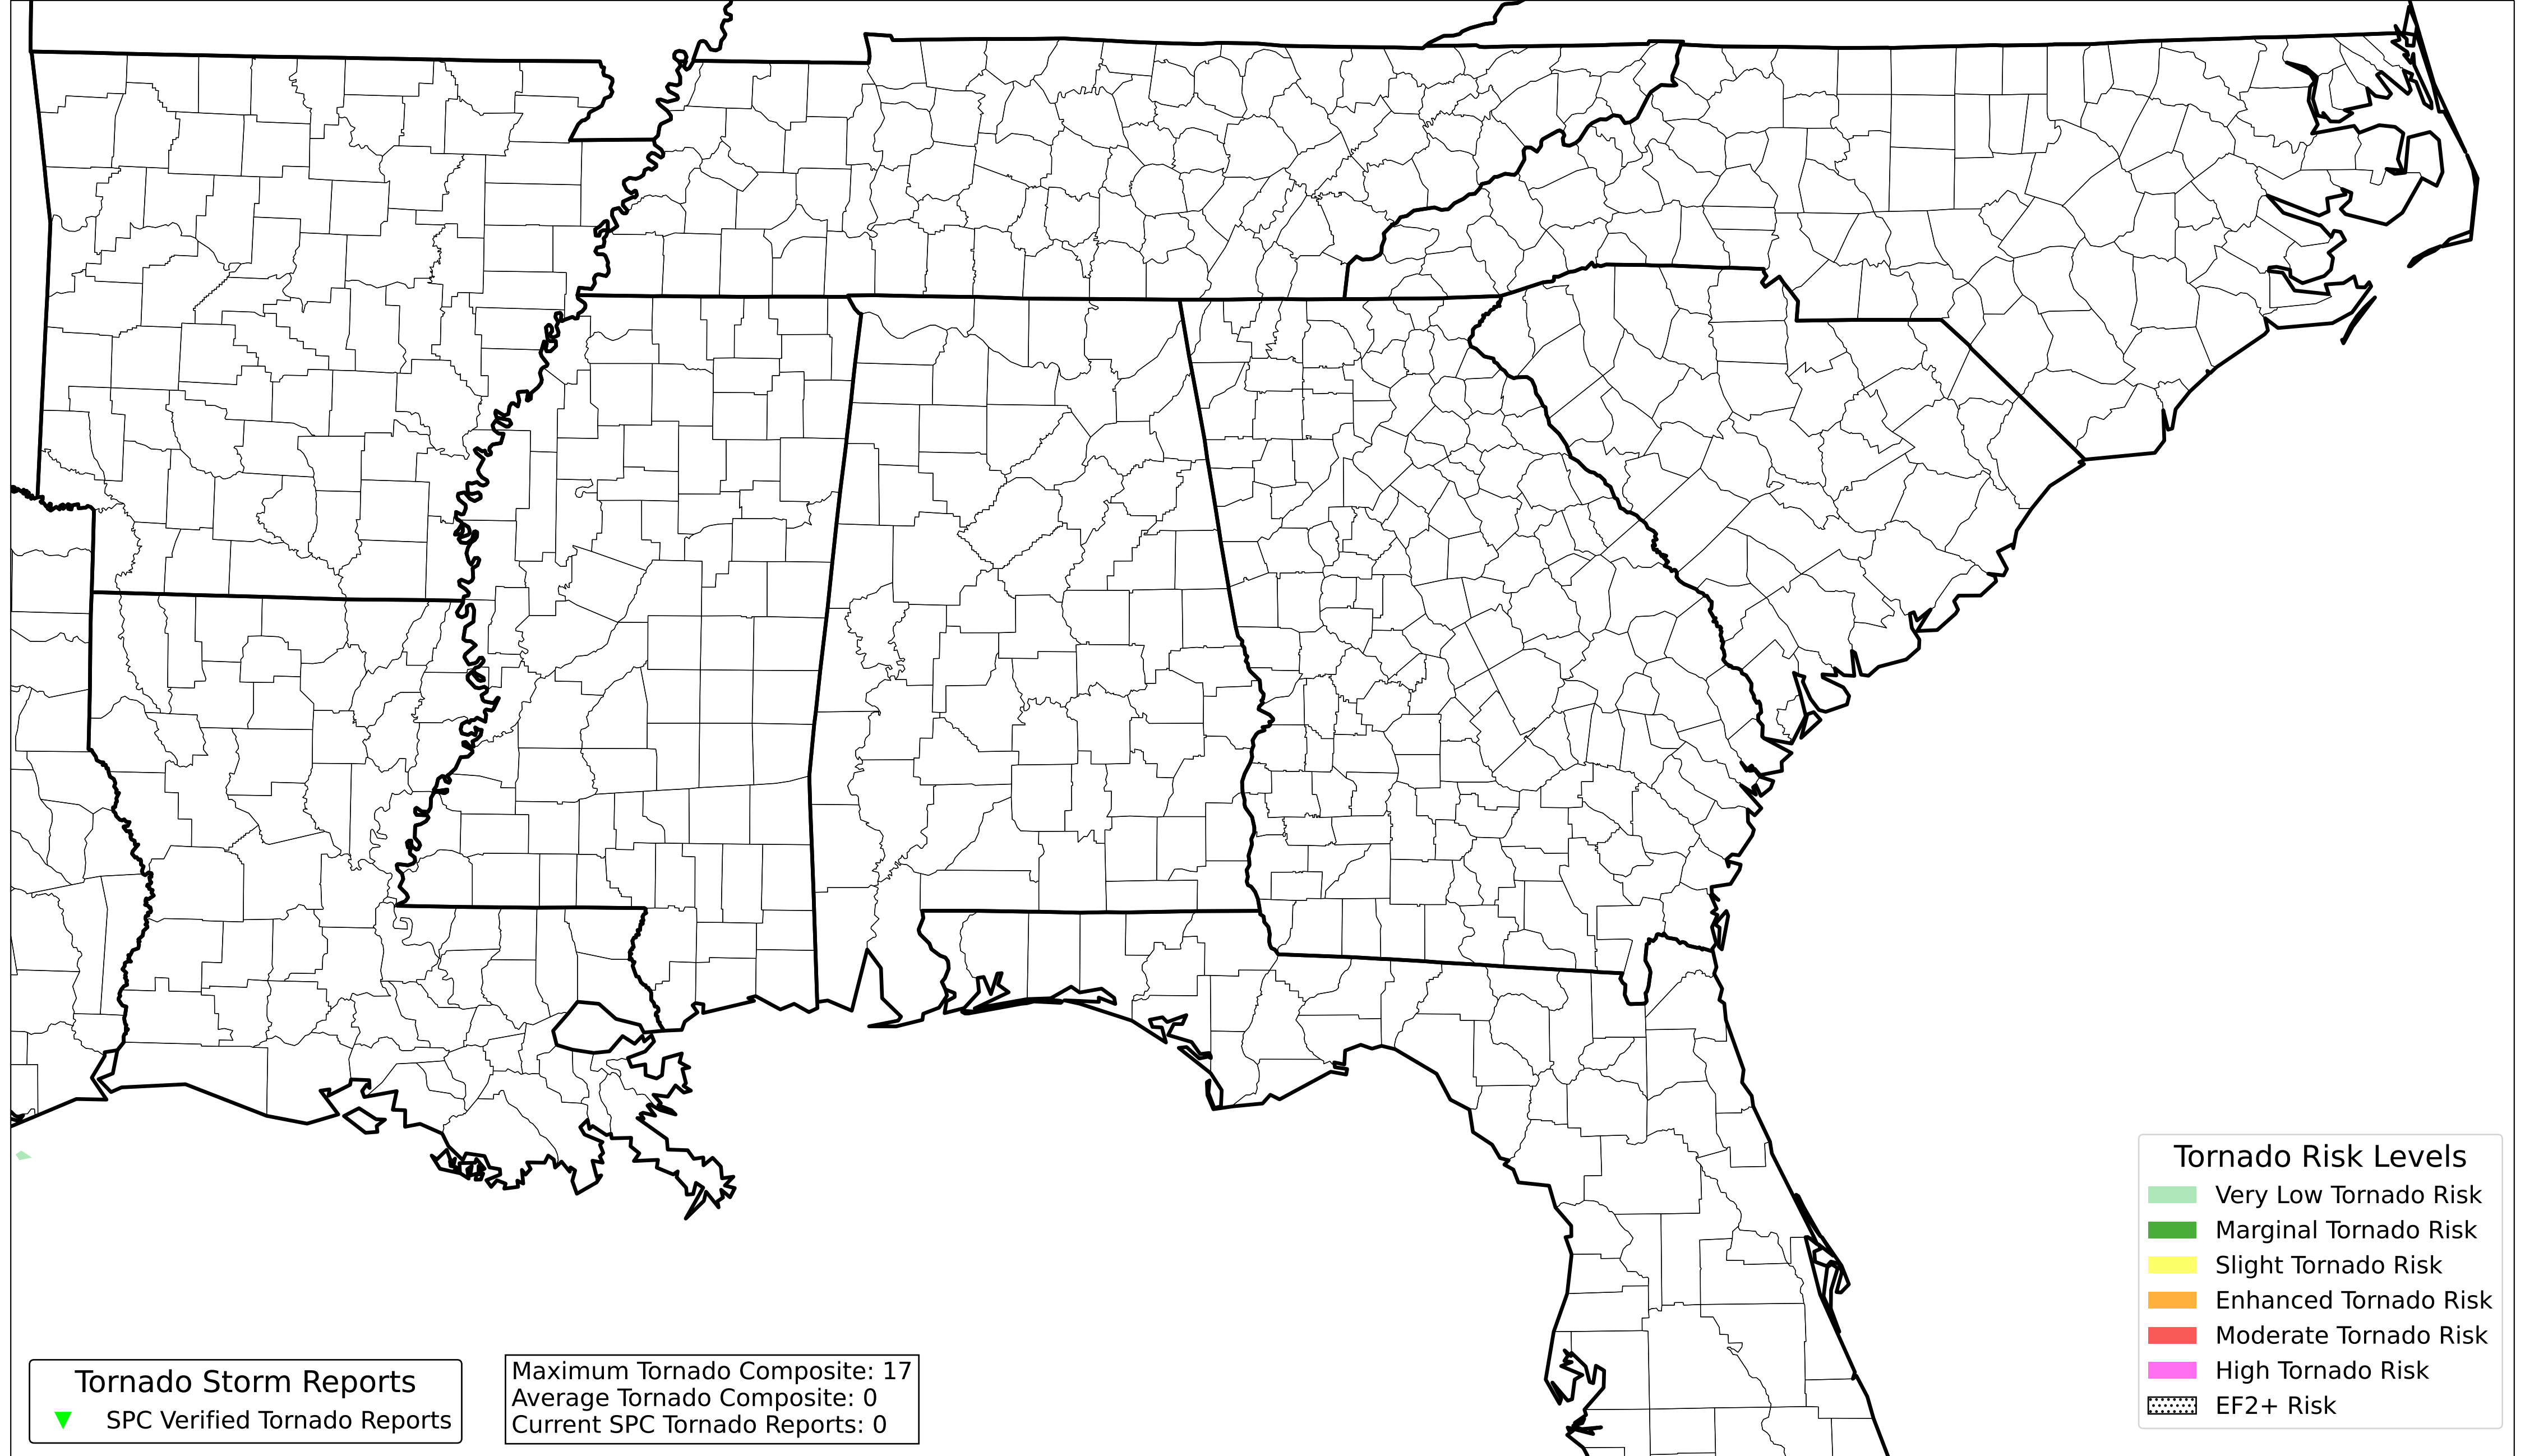 Tornado Risk Levels
Very Low Tornado Risk
Marginal Tornado Risk
Slight Tornado Risk
Enhanced Tornado Risk
Moderate Tornado Risk
High Tornado Risk
EF2+ Risk
Tornado Storm Reports
SPC Verified Tornado Reports
Maximum Tornado Composite: 17
Average Tornado Composite: 0
Current SPC Tornado Reports: 0